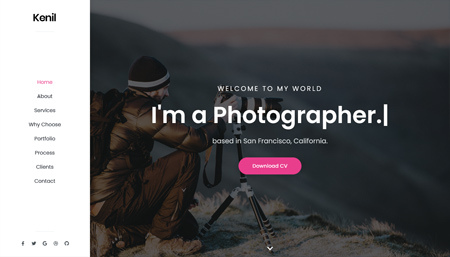 Kenil
Home
About
Services
Why Choose
Portfolio
Process
Clients
Contact
WELCOME TO MY WORLD
I'm a Photographer.|
based in San Francisco, California.
Download CV